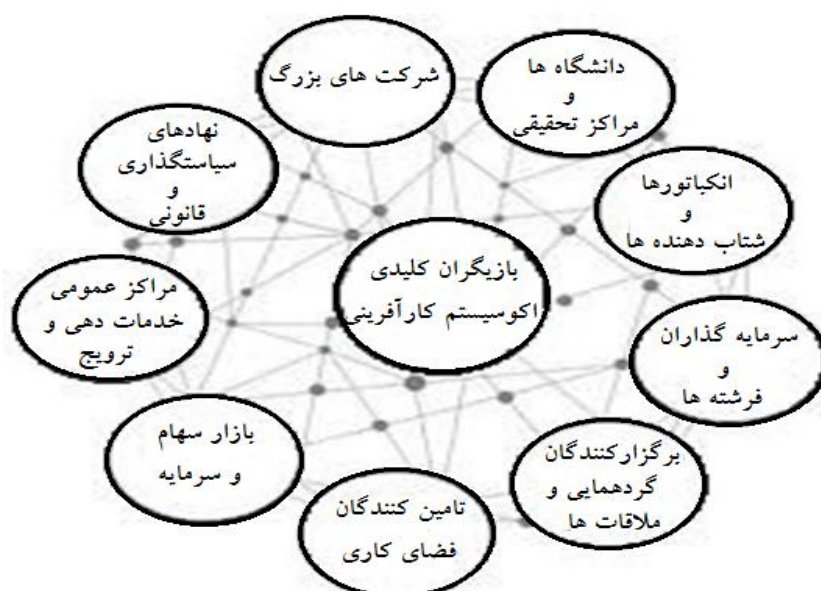 شرکت های بزرگ
دانشگاه ها
و
مراکز تحقیقی
نهادهای
سیاستگذاری
و
قانونی
انکباتورها
و
شتاب دهنده ها
بازیگران کلیدی
اکوسیستم کارآفرینی
مراکز عمومی
خدمات دهی و
ترویج
سرمایه گذاران
و
فرشته ها
بازار سهام
و سرمایه
برگزارکنندگان
گردهمایی و
ملاقات ها
تامین کنندگان
فضای کاری